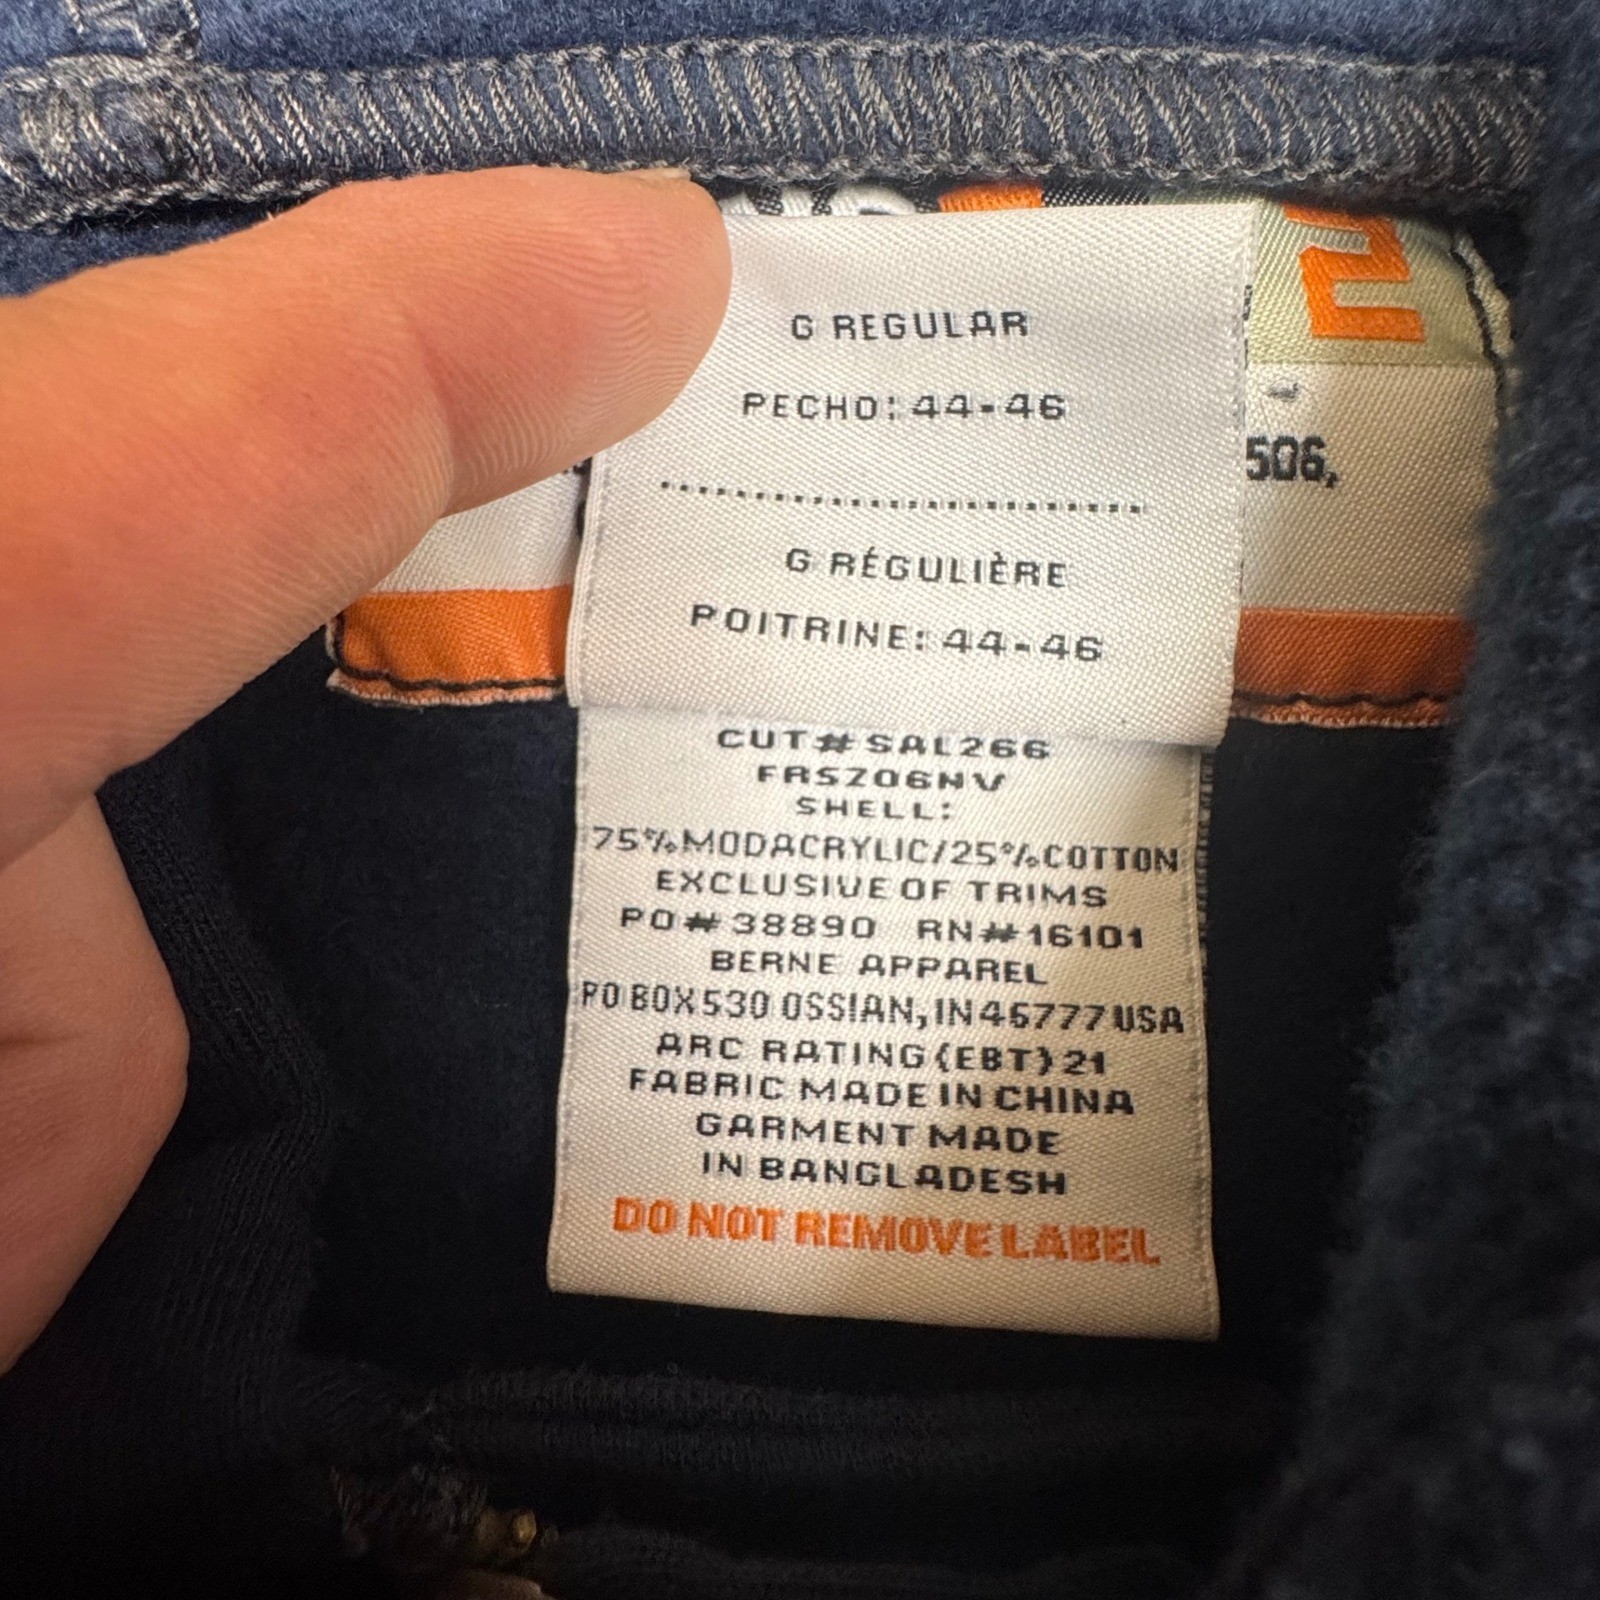 2
506,
G REGULAR
PECHO: 44-46
G RÉGULIÈRE
POITRINE: 44-46
CUT# SAL266
FRSZ06NV
SHELL:
75% MODACRYLIC/25% COTTON
EXCLUSIVE OF TRIMS
PO# 38890 RN# 16101
BERNE APPAREL
PO BOX 530 OSSIAN, IN 46777 USA
ARC RATING (EBT) 21
FABRIC MADE IN CHINA
GARMENT MADE
IN BANGLADESH
DO NOT REMOVE LABEL